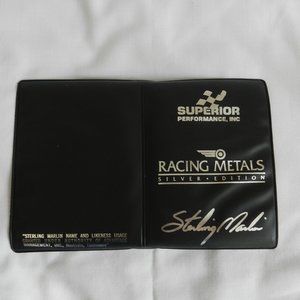 SUPERIOR
PERFORMANCE, INC
RACING METALS
SILVER • EDITION
Sterling Marlin
"STERLING MARLIN NAME AND LIKENESS USAGE
GRANTED UNDER AUTHORITY OF ADVANTAGE
MANAGEMENT, INC,